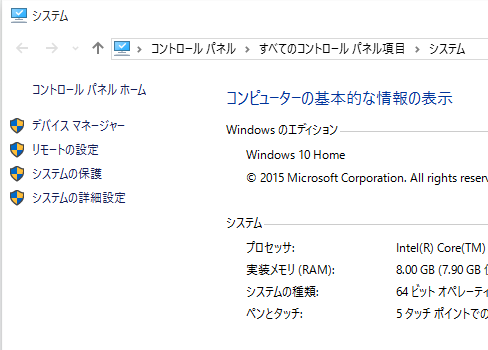 システム
コントロール パネル › すべてのコントロール パネル項目 › システム
コントロール パネル ホーム
デバイス マネージャー
リモートの設定
システムの保護
システムの詳細設定
コンピューターの基本的な情報の表示
Windows のエディション
Windows 10 Home
© 2015 Microsoft Corporation. All rights reser
システム
プロセッサ: Intel(R) Core(TM)
実装メモリ (RAM): 8.00 GB (7.90 GB
システムの種類: 64 ビット オペレーティ
ペンとタッチ: 5 タッチ ポイントでの